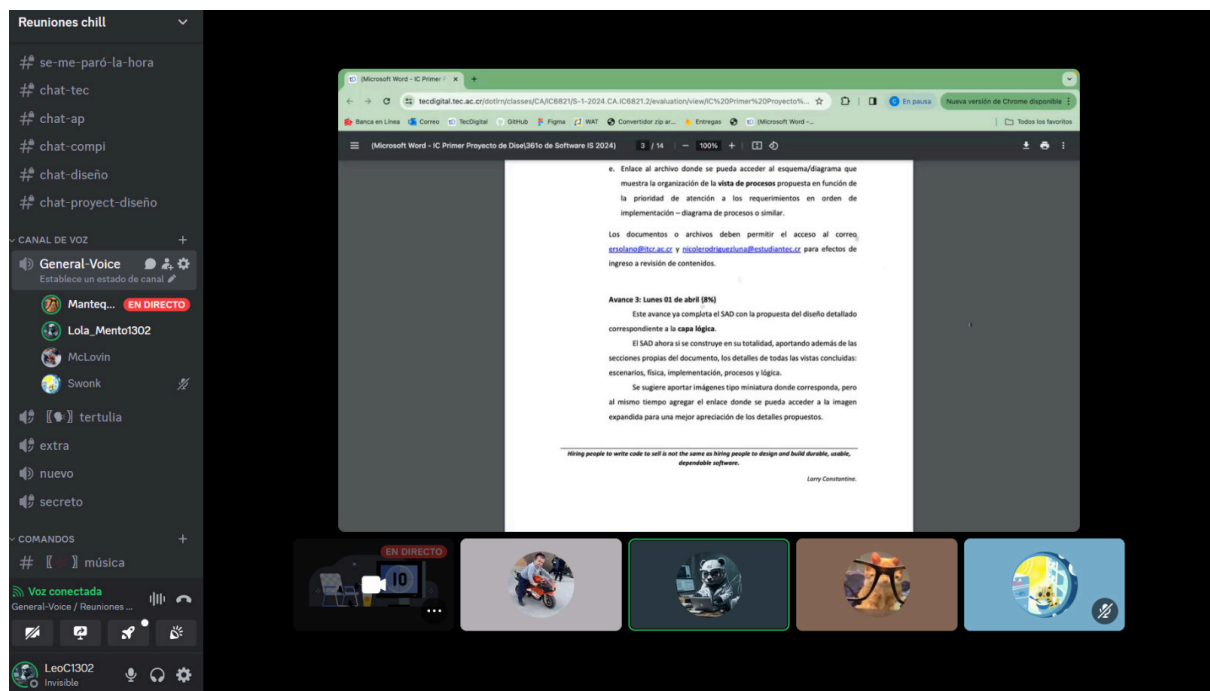 Reuniones chill
se-me-paró-la-hora
chat-tec
chat-ap
chat-compi
chat-diseño
chat-proyect-diseño
CANAL DE VOZ
General-Voice
Establece un estado de canal
Manteq... EN DIRECTO
Lola_Mento1302
McLovin
Swonk
tertulia
extra
nuevo
secreto
COMANDOS
música
Voz conectada
General-Voice / Reuniones ...
LeoC1302
Invisible
(Microsoft Word - IC Primer
tecdigital.tec.ac.cr/dotlrn/classes/CA/IC6821/S-1-2024.CA.IC6821.2/evaluation/view/IC%20Primer%20Proyecto%...
En pausa
Nueva versión de Chrome disponible
Banca en Línea Correo TecDigital GitHub Figma WAT Convertidor zip ar... Entregas (Microsoft Word -... Todos los favoritos
(Microsoft Word - IC Primer Proyecto de Dise\361o de Software IS 2024) 3 / 14 100%
e. Enlace al archivo donde se pueda acceder al esquema/diagrama que
muestra la organización de la vista de procesos propuesta en función de
la prioridad de atención a los requerimientos en orden de
implementación – diagrama de procesos o similar.
Los documentos o archivos deben permitir el acceso al correo
ersolano@itcr.ac.cr y nicolerodriguezluna@estudiantec.cr para efectos de
ingreso a revisión de contenidos.
Avance 3: Lunes 01 de abril (8%)
Este avance ya completa el SAD con la propuesta del diseño detallado
correspondiente a la capa lógica.
El SAD ahora si se construye en su totalidad, aportando además de las
secciones propias del documento, los detalles de todas las vistas concluidas:
escenarios, física, implementación, procesos y lógica.
Se sugiere aportar imágenes tipo miniatura donde corresponda, pero
al mismo tiempo agregar el enlace donde se pueda acceder a la imagen
expandida para una mejor apreciación de los detalles propuestos.
Hiring people to write code to sell is not the same as hiring people to design and build durable, usable,
dependable software.
Larry Constantine.
EN DIRECTO
10